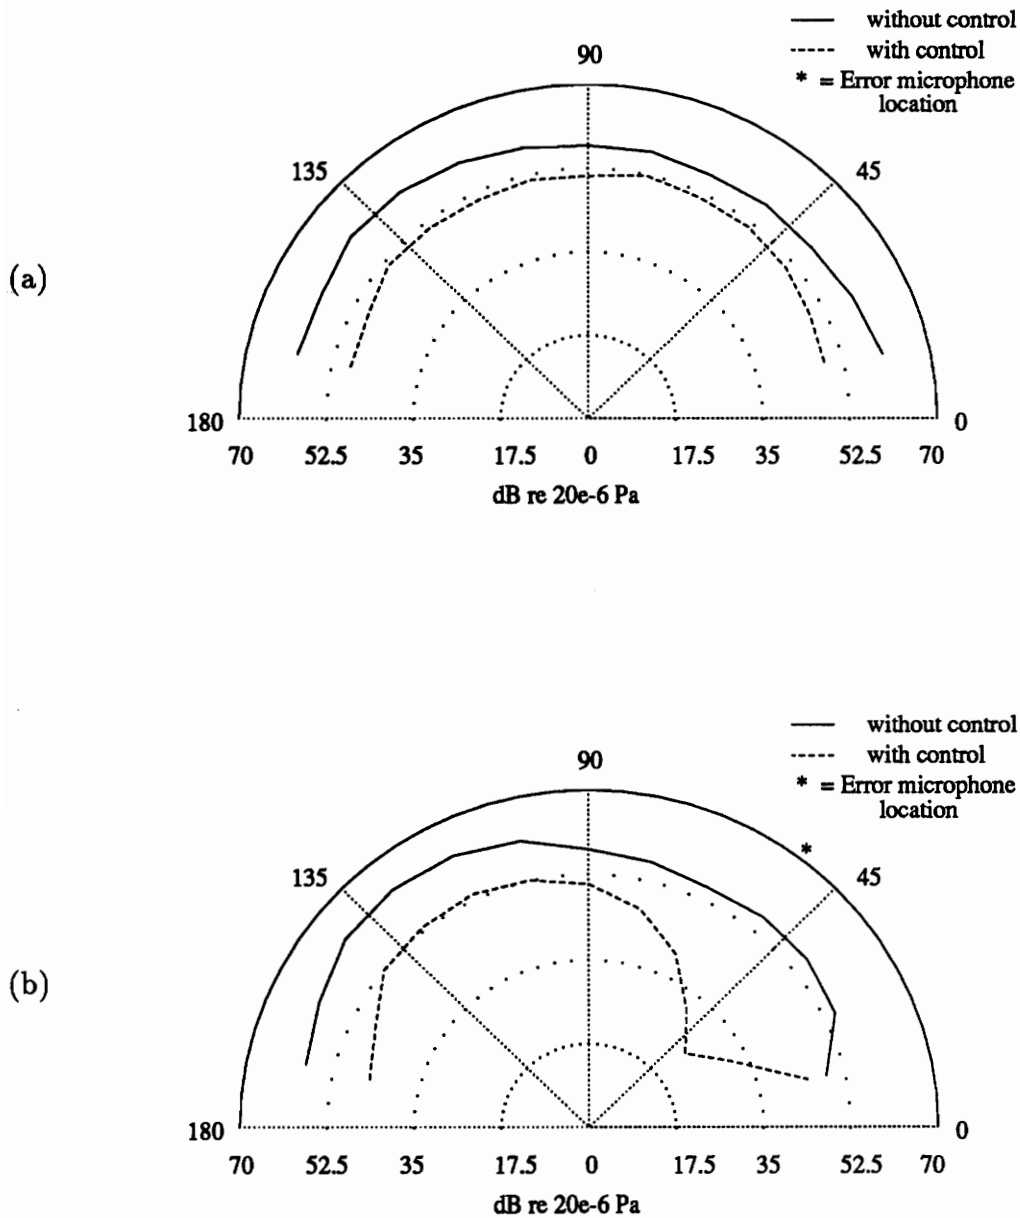 without control
with control
* = Error microphone
location
90
135
45
(a)
180
0
70 52.5 35 17.5 0 17.5 35 52.5 70
dB re 20e-6 Pa
without control
with control
* = Error microphone
location
90
*
135
45
(b)
180
0
70 52.5 35 17.5 0 17.5 35 52.5 70
dB re 20e-6 Pa